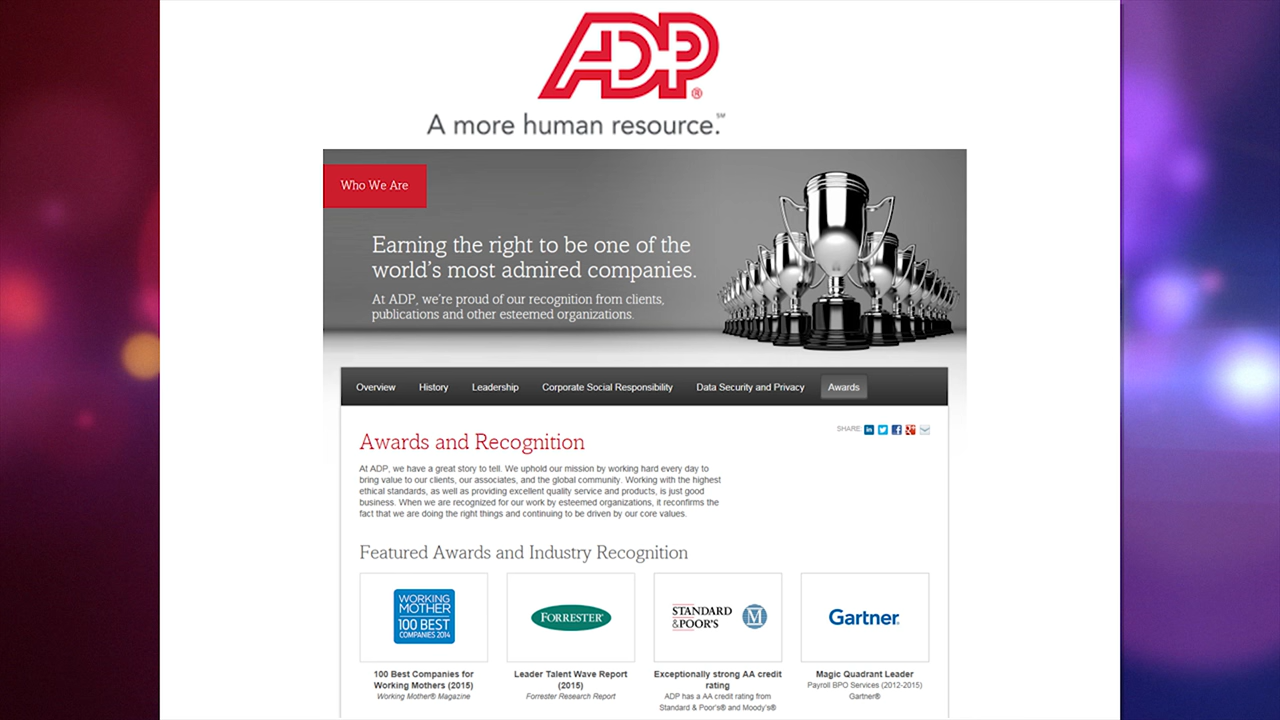 ADP®
A more human resource.℠
Who We Are
Earning the right to be one of the
world's most admired companies.
At ADP, we're proud of our recognition from clients,
publications and other esteemed organizations.
Overview History Leadership Corporate Social Responsibility Data Security and Privacy Awards
SHARE
Awards and Recognition
At ADP, we have a great story to tell. We uphold our mission by working hard every day to
bring value to our clients, our associates, and the global community. Working with the highest
ethical standards, as well as providing excellent quality service and products, is just good
business. When we are recognized for our work by esteemed organizations, it reconfirms the
fact that we are doing the right things and continuing to be driven by our core values.
Featured Awards and Industry Recognition
WORKING
MOTHER
100 BEST
COMPANIES 2014
FORRESTER®
STANDARD
&POOR'S
M
Gartner®
100 Best Companies for
Working Mothers (2015)
Working Mother® Magazine
Leader Talent Wave Report
(2015)
Forrester Research Report
Exceptionally strong AA credit
rating
ADP has a AA credit rating from
Standard & Poor's® and Moody's®
Magic Quadrant Leader
Payroll BPO Services (2012-2015)
Gartner®